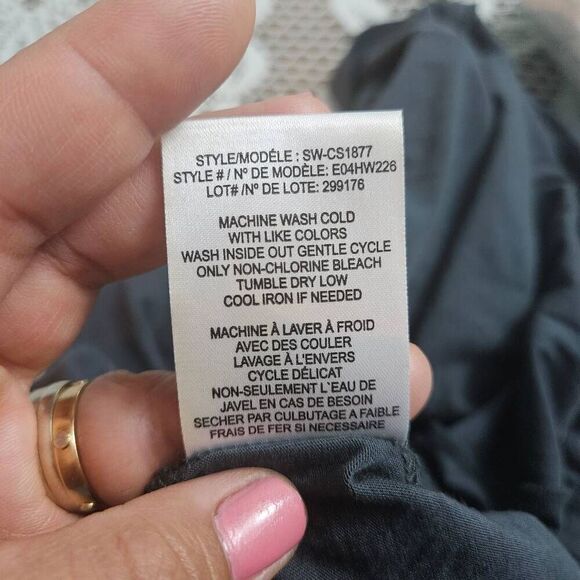 STYLE/MODÉLE : SW-CS1877
STYLE # / Nº DE MODÈLE: E04HW226
LOT# / Nº DE LOTE: 299176
MACHINE WASH COLD
WITH LIKE COLORS
WASH INSIDE OUT GENTLE CYCLE
ONLY NON-CHLORINE BLEACH
TUMBLE DRY LOW
COOL IRON IF NEEDED
MACHINE À LAVER À FROID
AVEC DES COULER
LAVAGE À L'ENVERS
CYCLE DÉLICAT
NON-SEULEMENT L`EAU DE
JAVEL EN CAS DE BESOIN
SECHER PAR CULBUTAGE A FAIBLE
FRAIS DE FER SI NECESSAIRE